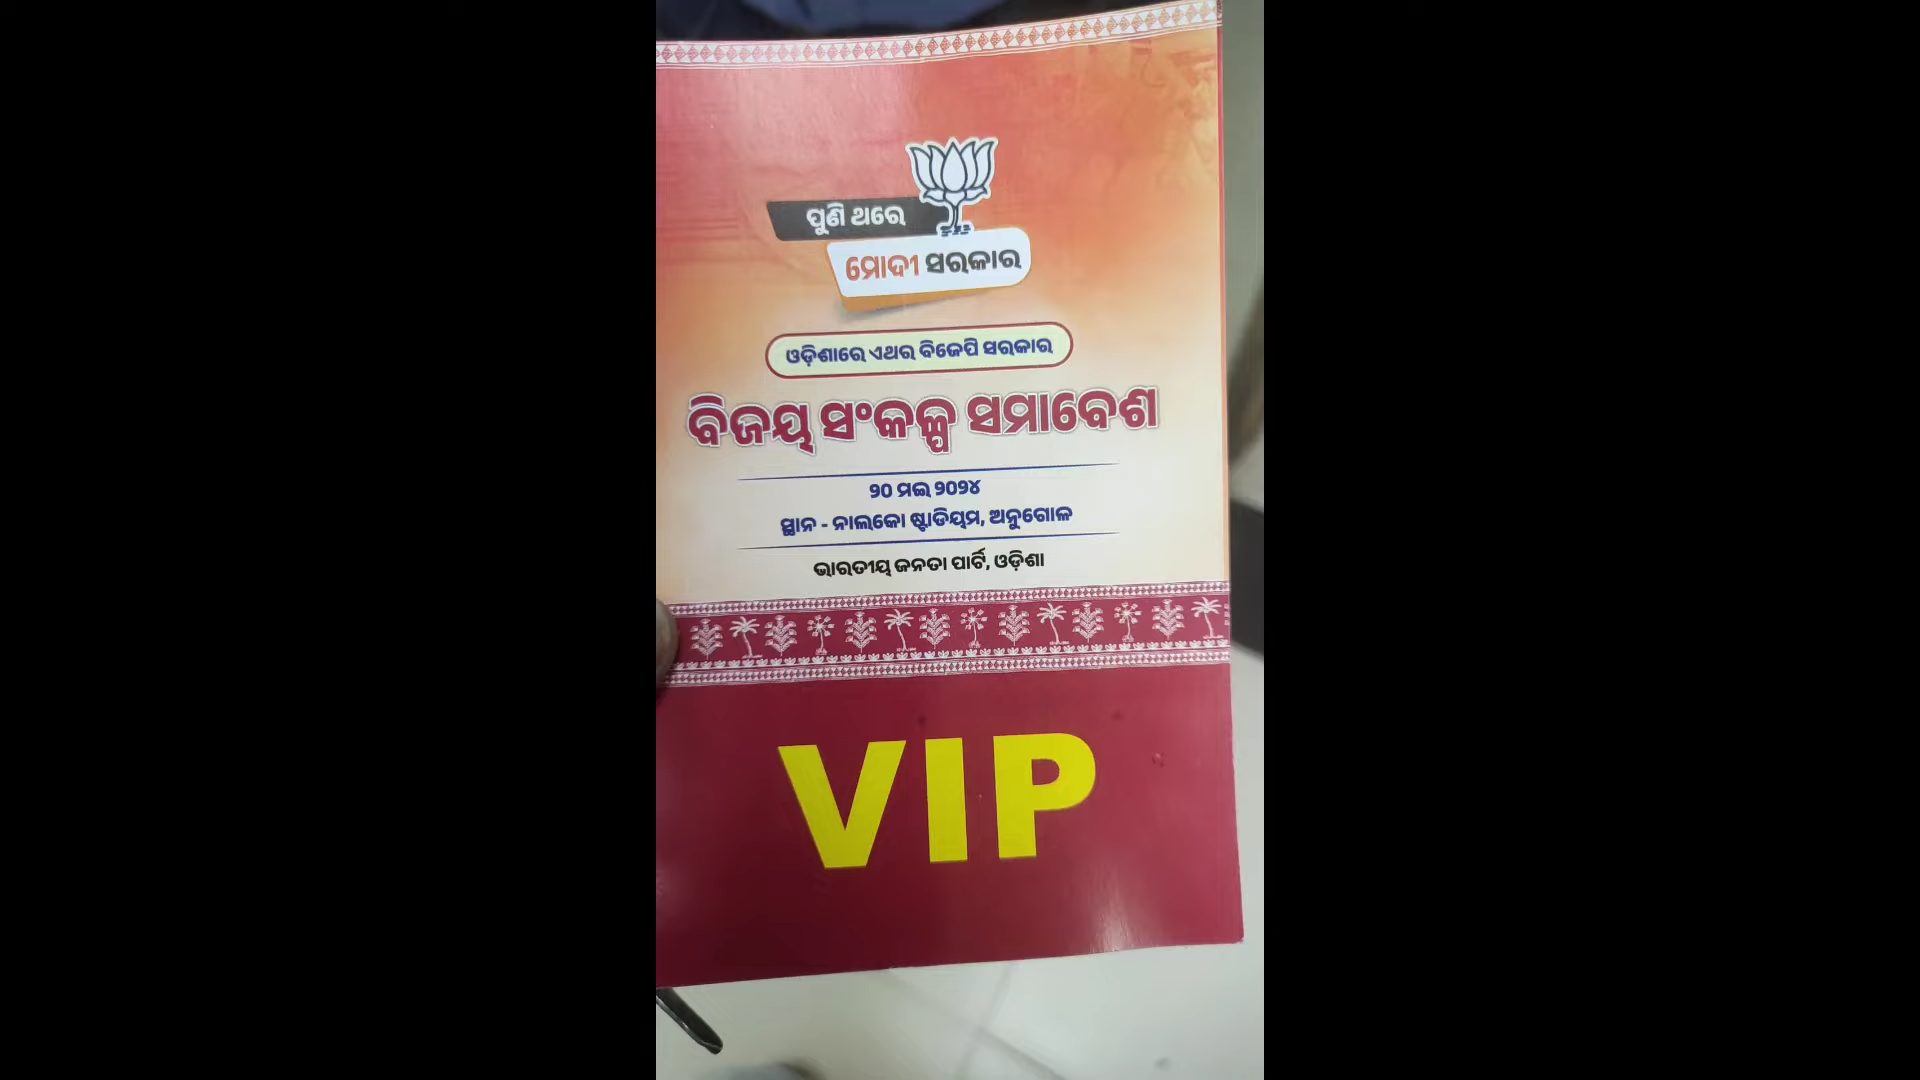 ପୁଣି ଥରେ
ମୋଦୀ ସରକାର
ଓଡ଼ିଶାରେ ଏଥର ବିଜେପି ସରକାର
ବିଜୟ ସଂକଳ୍ପ ସମାବେଶ
୨୦ ମଇ ୨୦୨୪
ସ୍ଥାନ - ନାଲକୋ ଷ୍ଟାଡିୟମ, ଅନୁଗୋଳ
ଭାରତୀୟ ଜନତା ପାର୍ଟି, ଓଡ଼ିଶା
VIP